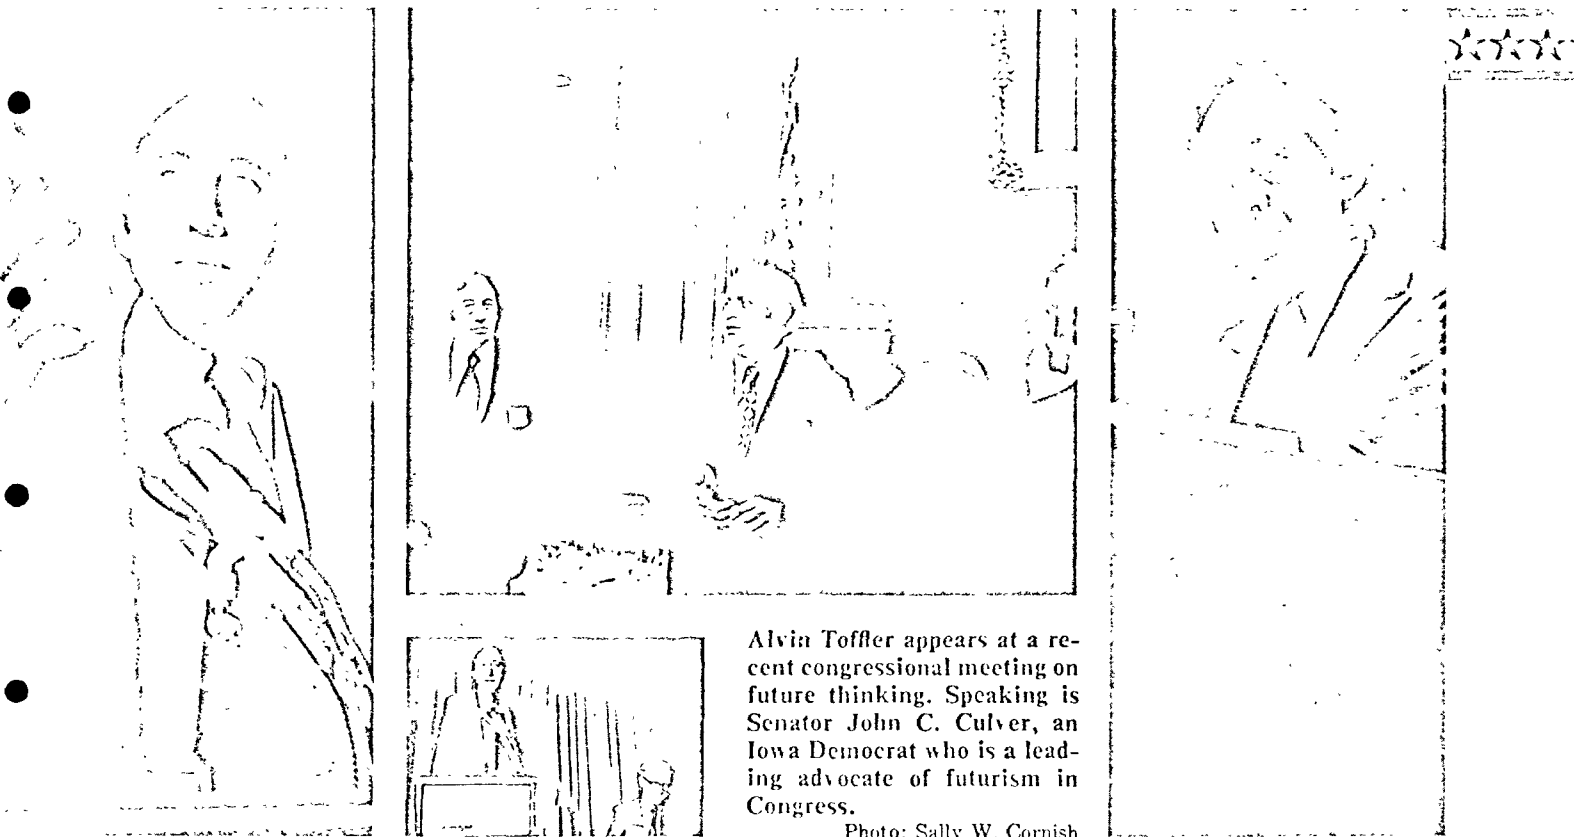 Alvin Toffler appears at a re-
cent congressional meeting on
future thinking. Speaking is
Senator John C. Culver, an
Iowa Democrat who is a lead-
ing advocate of futurism in
Congress.
Photo: Sally W. Cornish